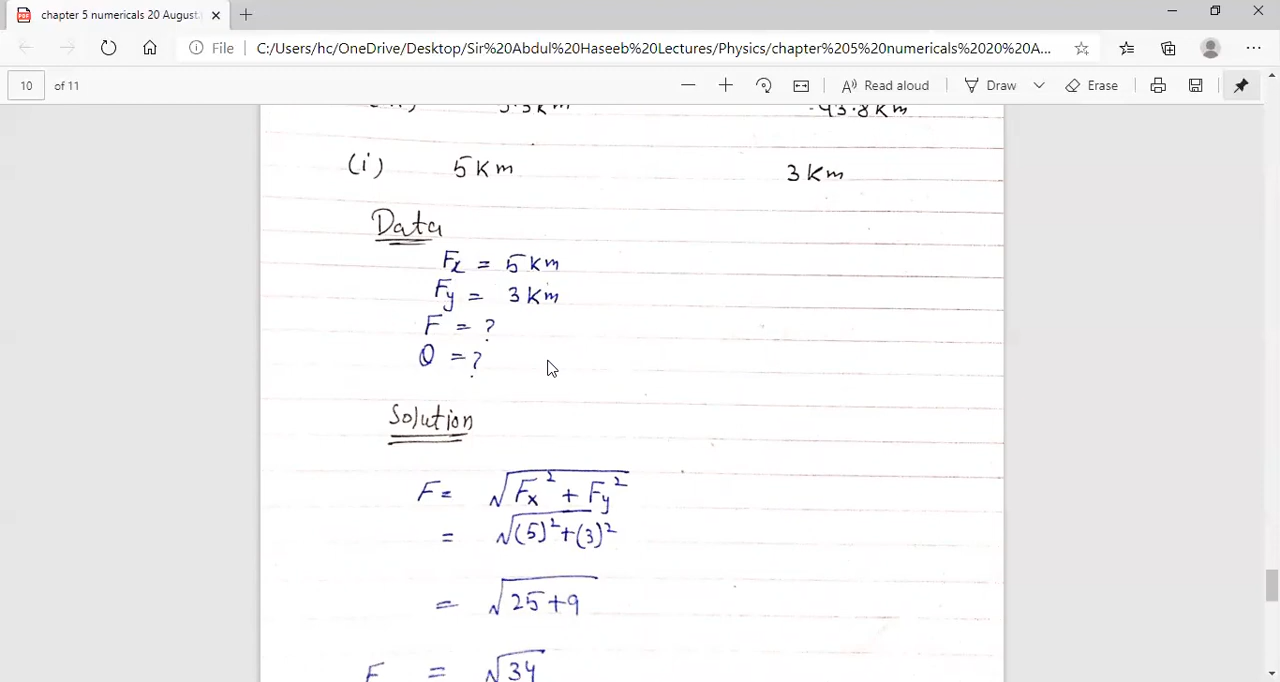 chapter 5 numericals 20 August.
File C:/Users/hc/OneDrive/Desktop/Sir%20Abdul%20Haseeb%20Lectures/Physics/chapter%205%20numericals%2020%20A...
10 of 11 Read aloud Draw Erase
(i) 5 Km 3 Km
Data
Fx = 5 Km
Fy = 3 Km
F = ?
θ = ?
Solution
F = √Fx² + Fy²
= √(5)² + (3)²
= √25+9
F = √34